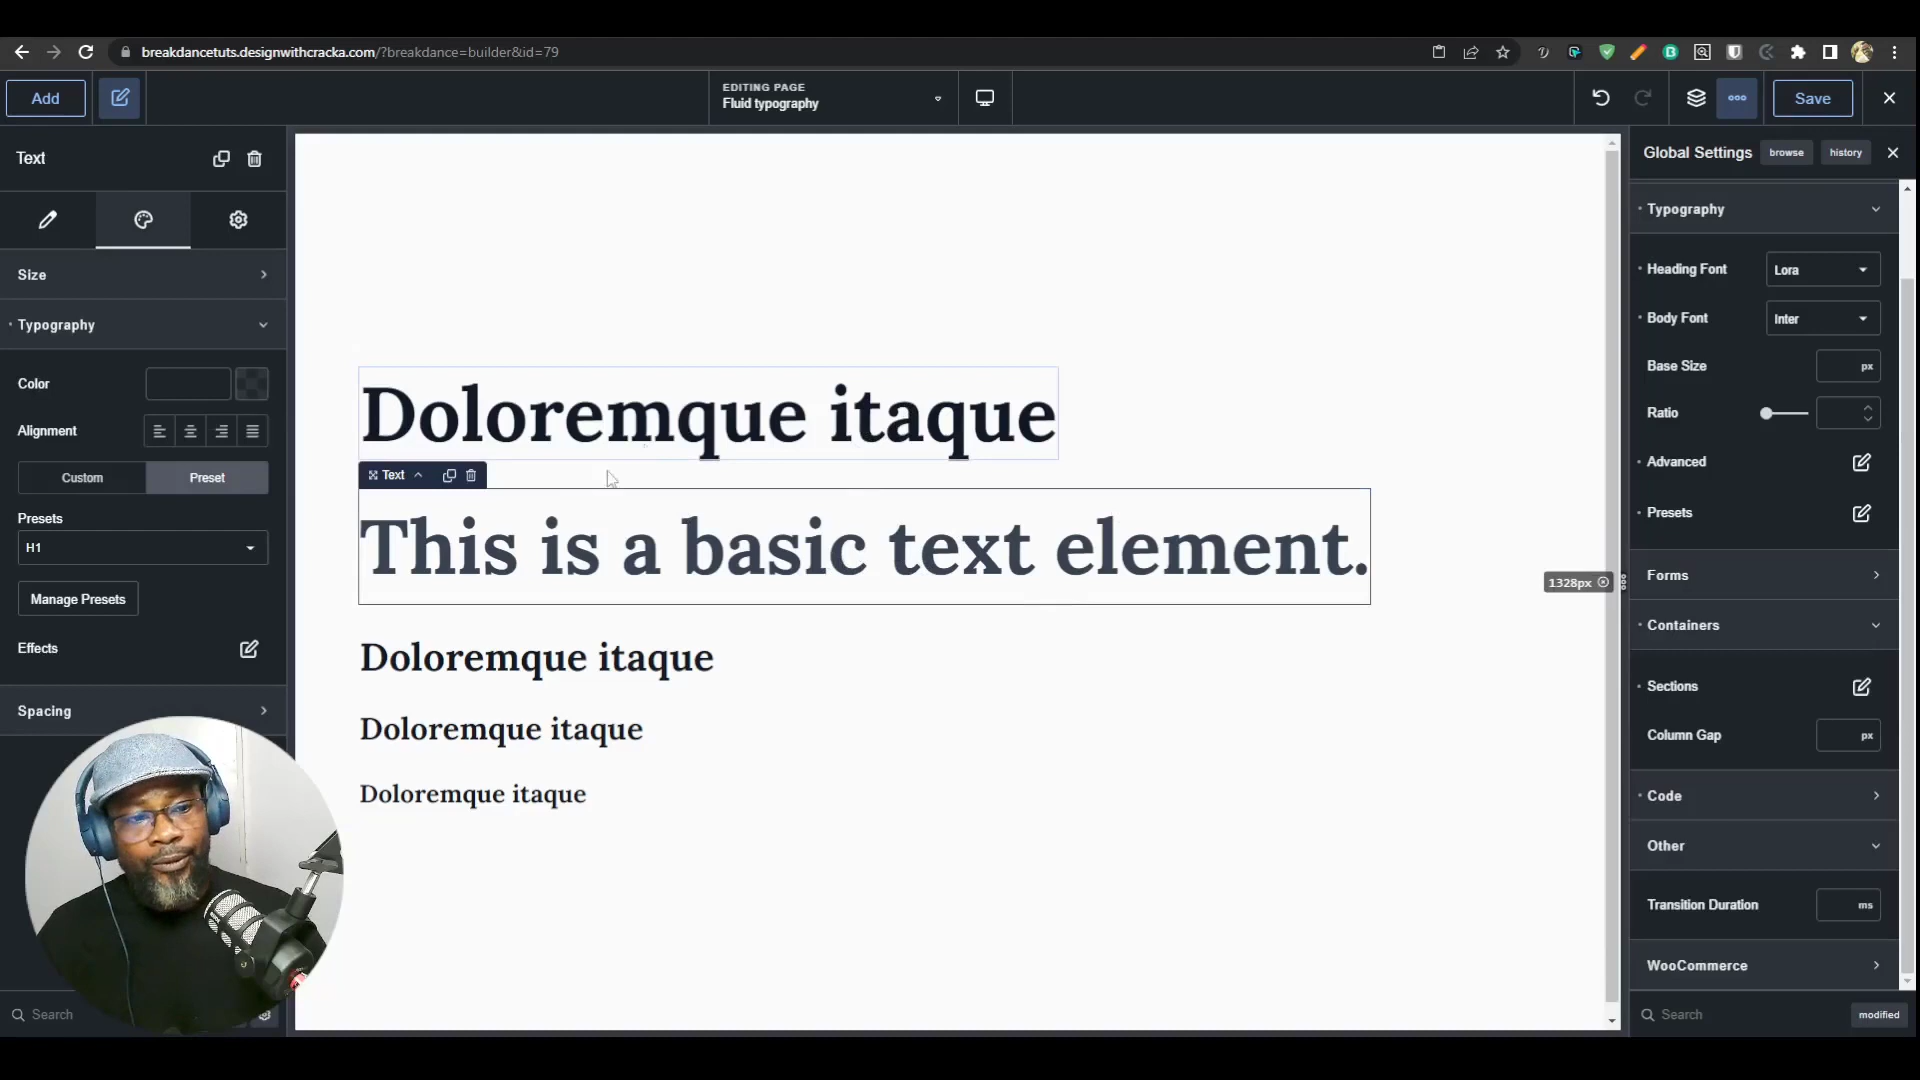 breakdancetuts.designwithcracka.com/?breakdance=builder&id=79
Add
EDITING PAGE
Fluid typography
Save
Text
Size
Typography
Color
Alignment
Custom
Preset
Presets
H1
Manage Presets
Effects
Spacing
Search
Doloremque itaque
Text
This is a basic text element.
Doloremque itaque
Doloremque itaque
Doloremque itaque
1328px
Global Settings
browse
history
Typography
Heading Font
Lora
Body Font
Inter
Base Size
px
Ratio
Advanced
Presets
Forms
Containers
Sections
Column Gap
px
Code
Other
Transition Duration
ms
WooCommerce
Search
modified